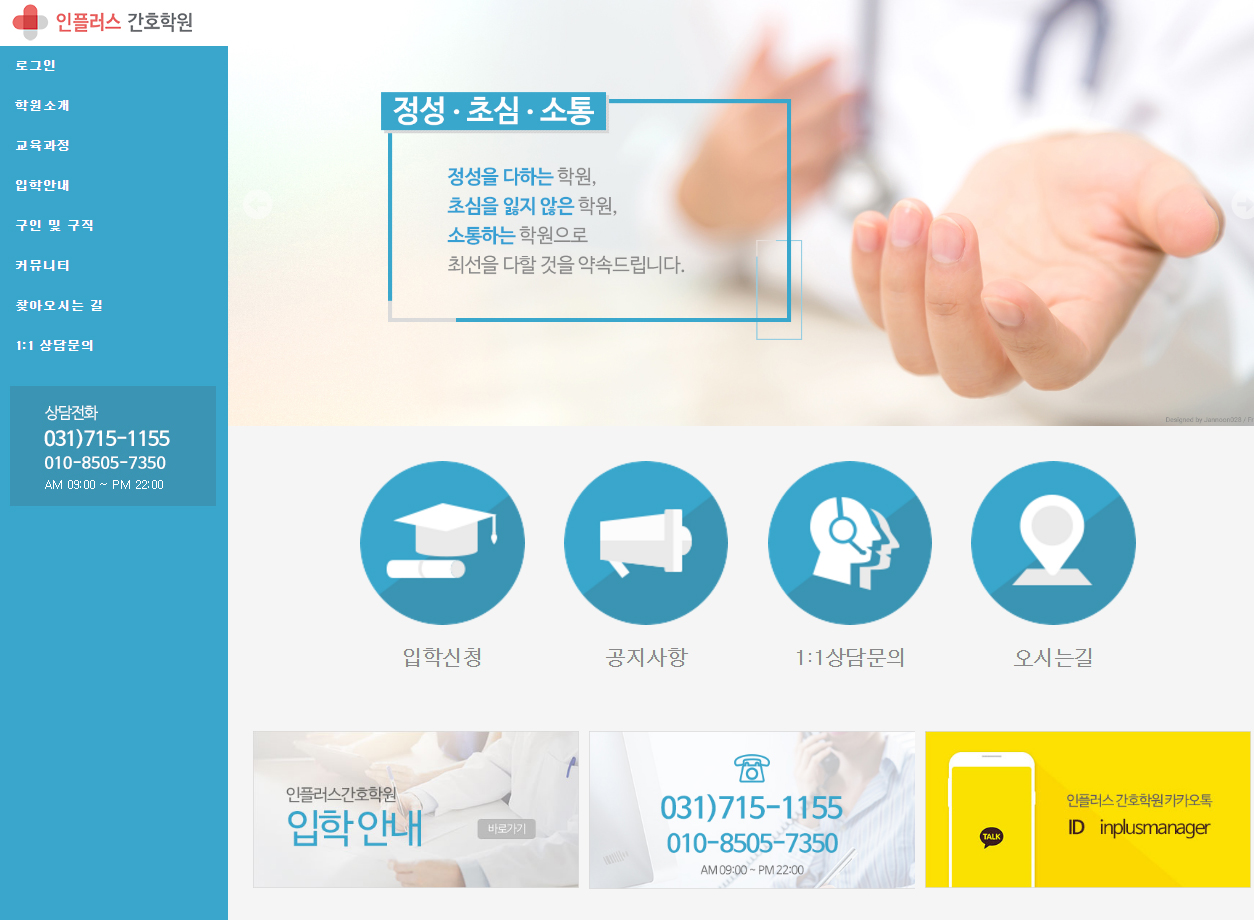 인플러스 간호학원
로그인
학원소개
교육과정
입학안내
구인 및 구직
커뮤니티
찾아오시는 길
1:1 상담문의
상담전화
031)715-1155
010-8505-7350
AM 09:00 ~ PM 22:00
정성 · 초심 · 소통
정성을 다하는 학원,
초심을 잃지 않은 학원,
소통하는 학원으로
최선을 다할 것을 약속드립니다.
입학신청
공지사항
1:1상담문의
오시는길
인플러스간호학원
입학안내
바로가기
031)715-1155
010-8505-7350
AM 09:00 ~ PM 22:00
TALK
인플러스 간호학원 카카오톡
ID inplusmanager